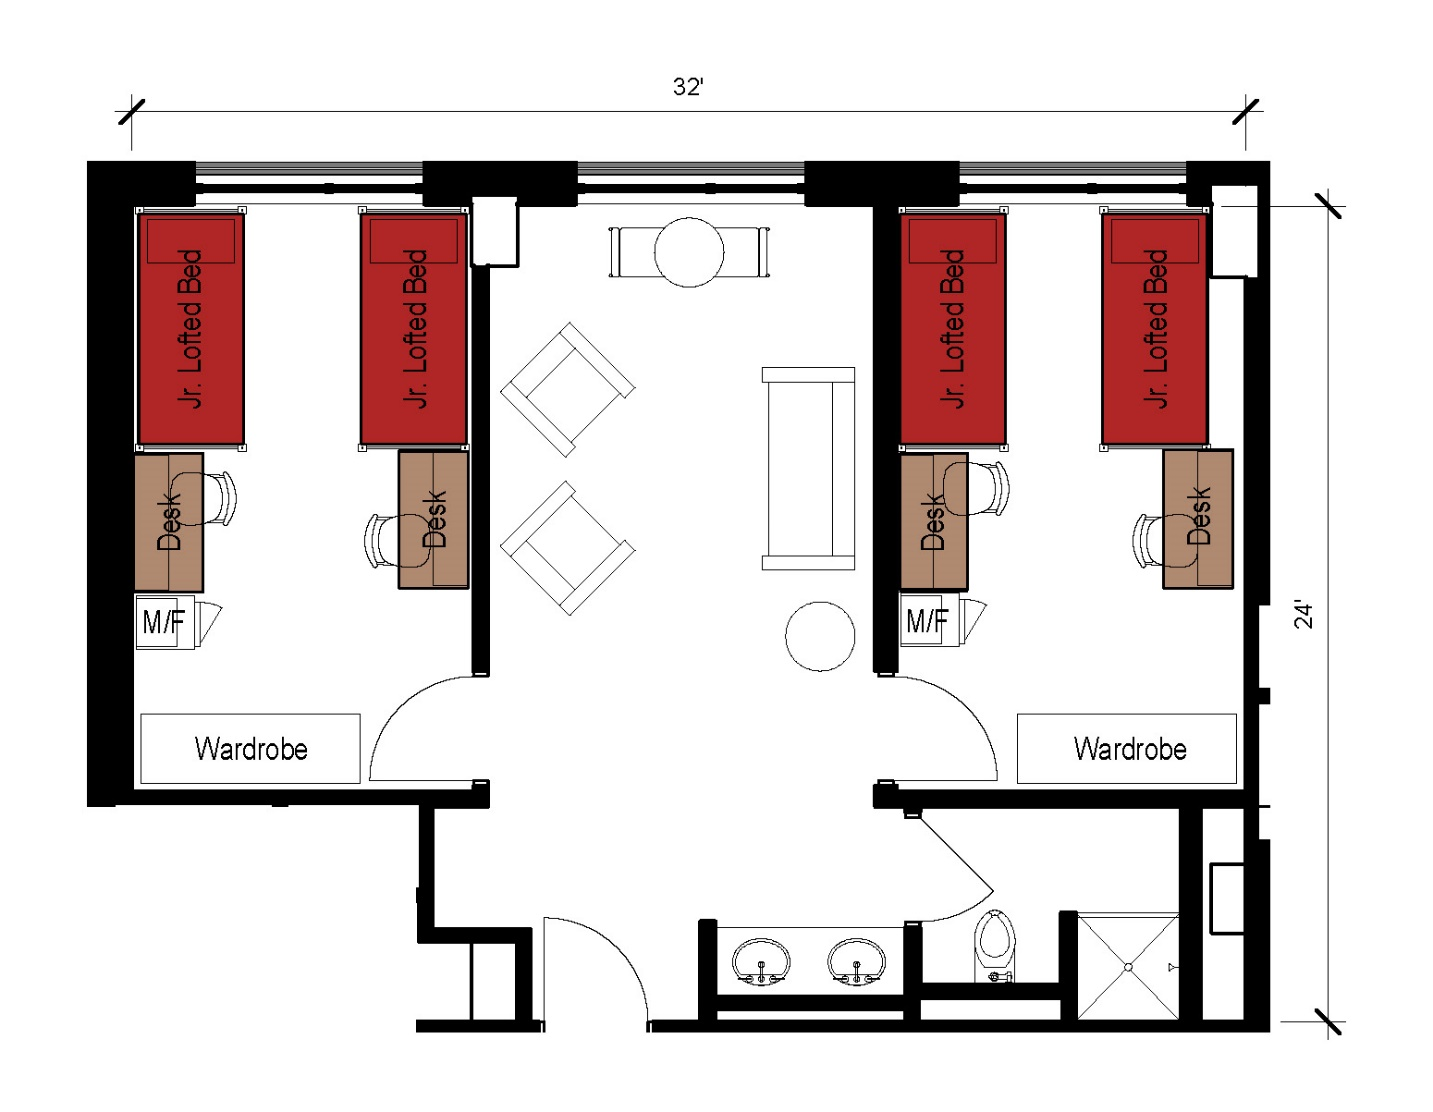 32'
Jr. Lofted Bed
Jr. Lofted Bed
Jr. Lofted Bed
Jr. Lofted Bed
Desk
Desk
Desk
Desk
M/F
M/F
24'
Wardrobe
Wardrobe